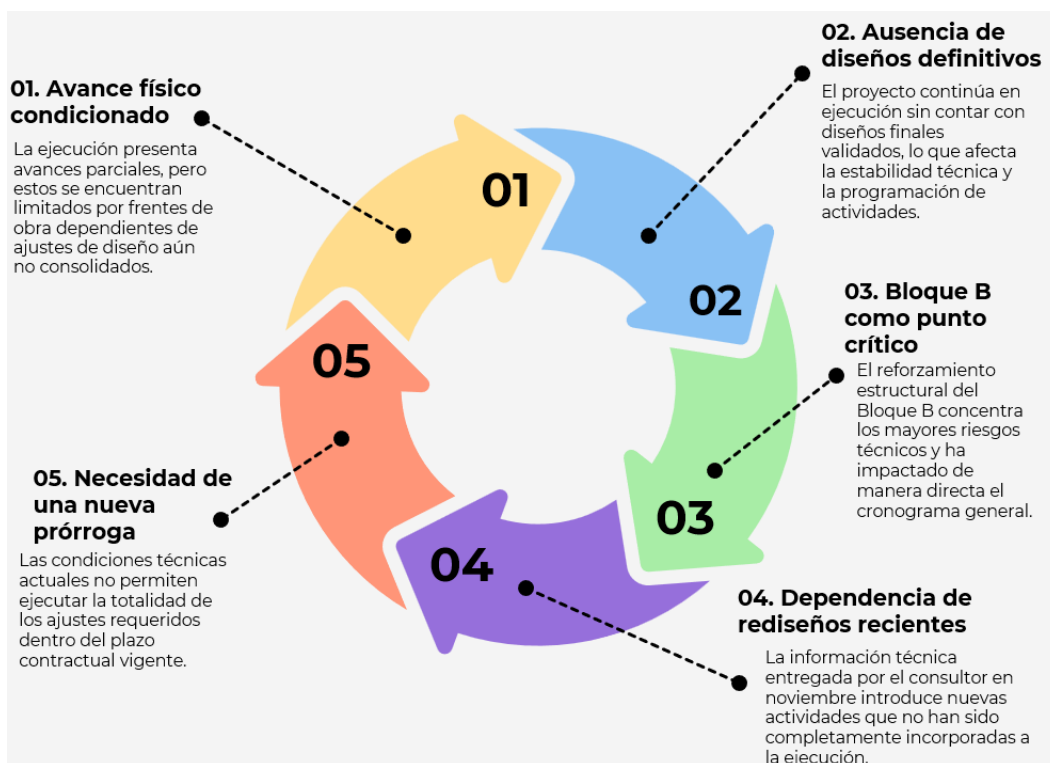 01. Avance físico
condicionado
La ejecución presenta
avances parciales, pero
estos se encuentran
limitados por frentes de
obra dependientes de
ajustes de diseño aún
no consolidados.
02. Ausencia de
diseños definitivos
El proyecto continúa en
ejecución sin contar con
diseños finales
validados, lo que afecta
la estabilidad técnica y
la programación de
actividades.
03. Bloque B
como punto
crítico
El reforzamiento
estructural del
Bloque B concentra
los mayores riesgos
técnicos y ha
impactado de
manera directa el
cronograma general.
04. Dependencia de
rediseños recientes
La información técnica
entregada por el consultor en
noviembre introduce nuevas
actividades que no han sido
completamente incorporadas a
la ejecución.
05. Necesidad de
una nueva
prórroga
Las condiciones técnicas
actuales no permiten
ejecutar la totalidad de
los ajustes requeridos
dentro del plazo
contractual vigente.
01
02
03
04
05